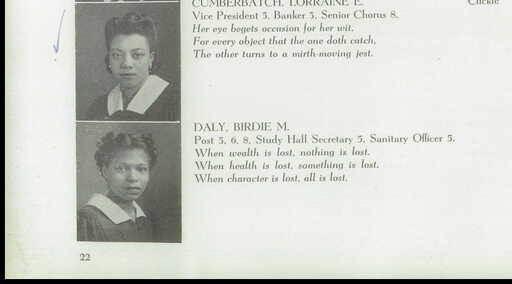 CUMBERBATCH, LORRAINE E.
Vice President 5, Banker 5, Senior Chorus 8.
Her eye begets occasion for her wit,
For every object that the one doth catch,
The other turns to a mirth-moving jest.
DALY, BIRDIE M.
Post 5, 6, 8, Study Hall Secretary 5, Sanitary Officer 5.
When wealth is lost, nothing is lost.
When health is lost, something is lost.
When character is lost, all is lost.
22